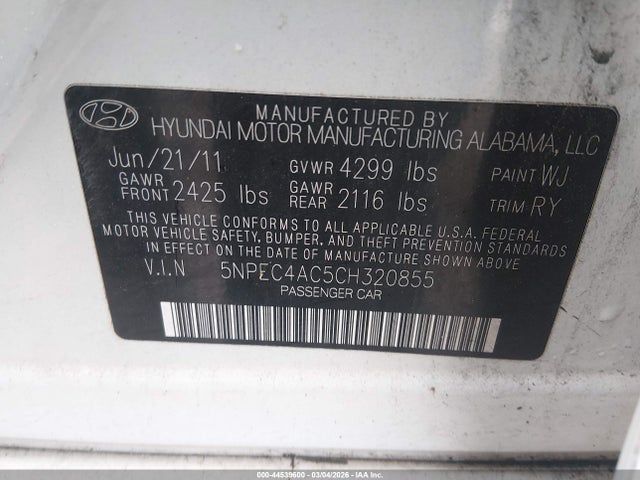 MANUFACTURED BY
HYUNDAI MOTOR MANUFACTURING ALABAMA, LLC
Jun/21/11 GVWR 4299 lbs PAINT WJ
GAWR FRONT 2425 lbs GAWR REAR 2116 lbs TRIM RY
THIS VEHICLE CONFORMS TO ALL APPLICABLE U.S.A. FEDERAL
MOTOR VEHICLE SAFETY, BUMPER, AND THEFT PREVENTION STANDARDS
IN EFFECT ON THE DATE OF MANUFACTURE SHOWN ABOVE.
V.I.N 5NPEC4AC5CH320855
PASSENGER CAR
000-44539600 - 03/04/2026 - IAA Inc.